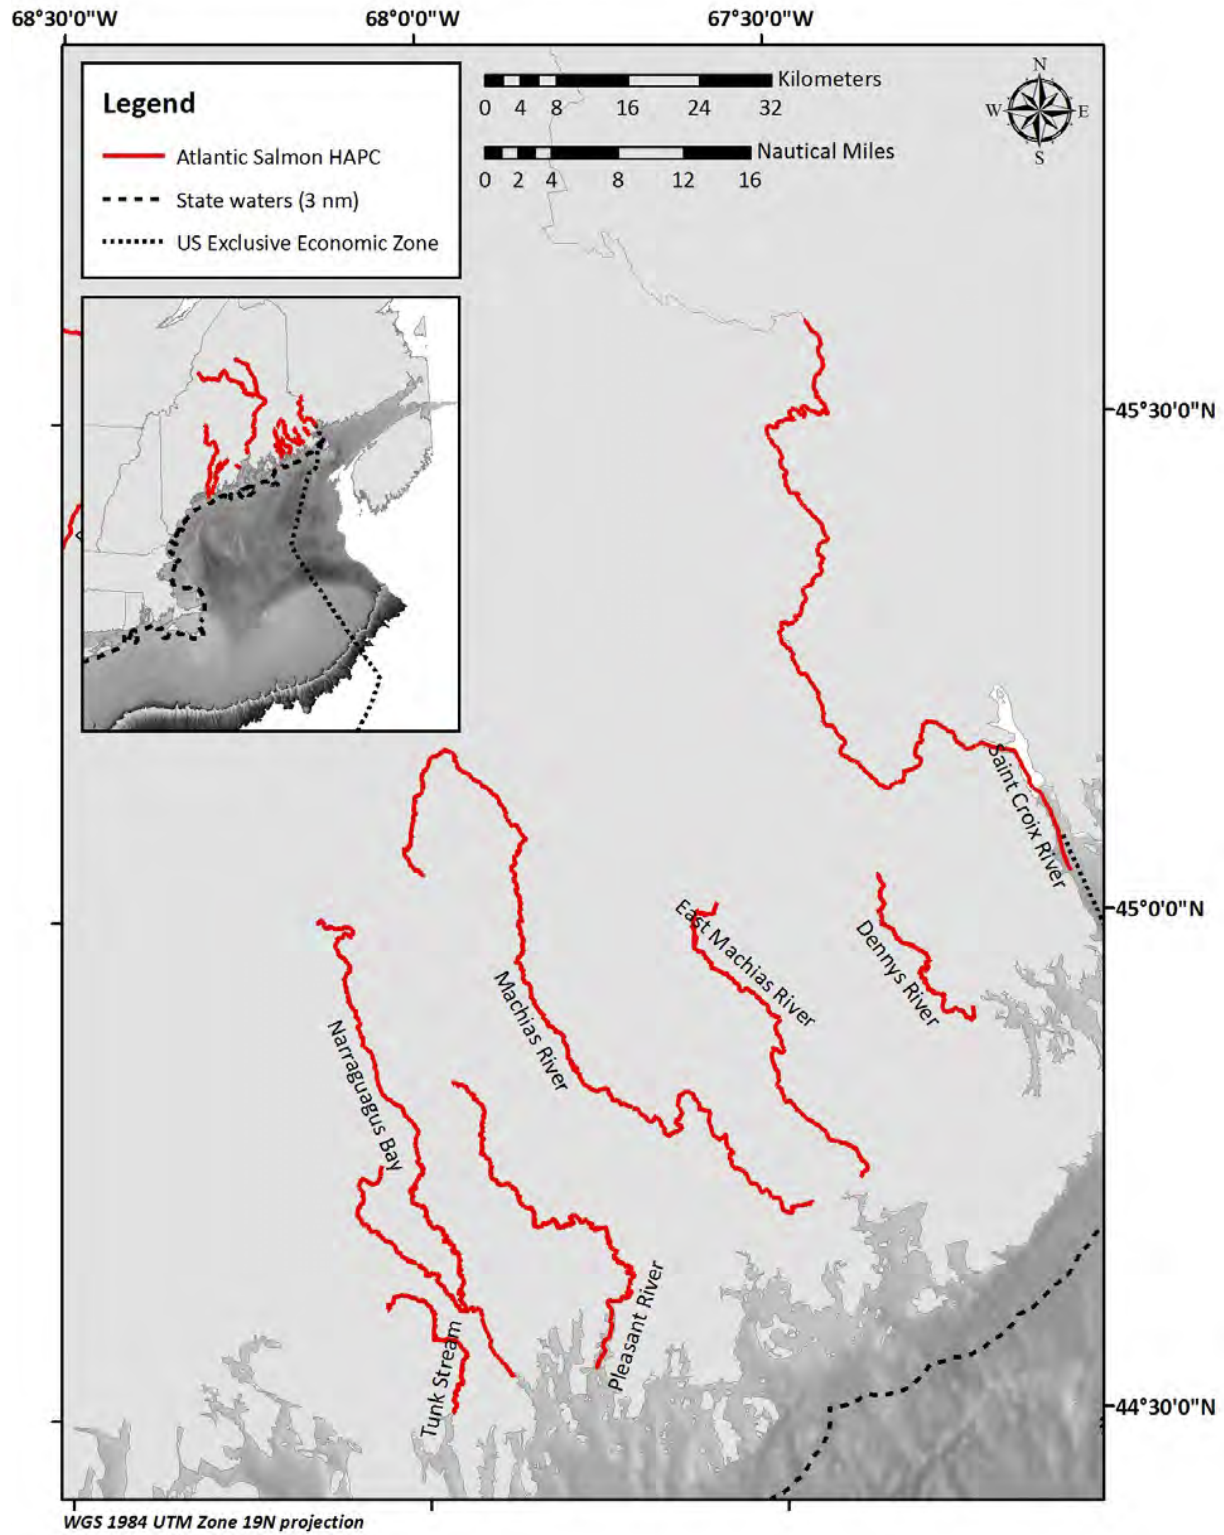 68°30'0"W 68°0'0"W 67°30'0"W
Legend
Atlantic Salmon HAPC
State waters (3 nm)
US Exclusive Economic Zone
Kilometers
0 4 8 16 24 32
Nautical Miles
0 2 4 8 12 16
N
W E
S
45°30'0"N
Saint Croix River
45°0'0"N
East Machias River
Dennys River
Machias River
Narraguagus Bay
Pleasant River
Tunk Stream
44°30'0"N
WGS 1984 UTM Zone 19N projection